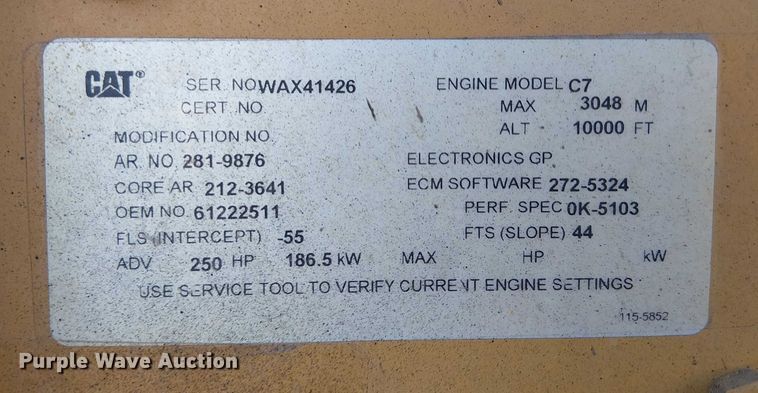 CAT® SER. NO WAX41426 ENGINE MODEL C7
CERT. NO. MAX 3048 M
MODIFICATION NO. ALT 10000 FT
AR. NO. 281-9876 ELECTRONICS GP.
CORE AR 212-3641 ECM SOFTWARE 272-5324
OEM NO. 61222511 PERF. SPEC 0K-5103
FLS (INTERCEPT) -55 FTS (SLOPE) 44
ADV 250 HP 186.5 kW MAX HP kW
USE SERVICE TOOL TO VERIFY CURRENT ENGINE SETTINGS
115-5852
Purple Wave Auction